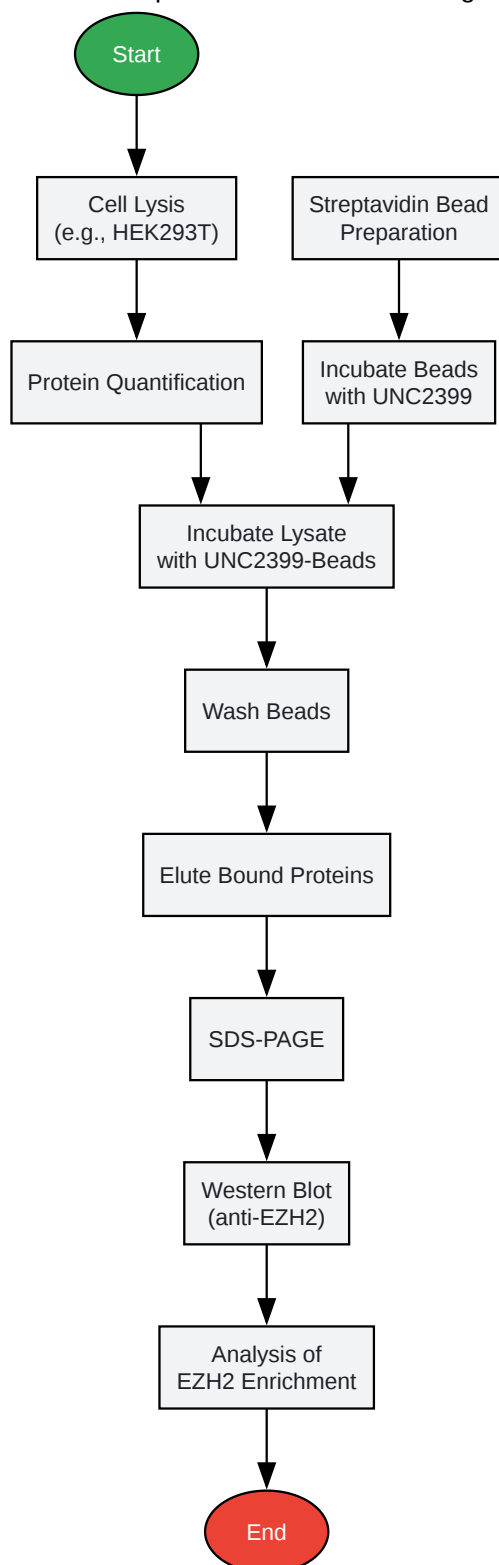 Start
Cell Lysis
(e.g., HEK293T)
Streptavidin Bead
Preparation
Protein Quantification
Incubate Beads
with UNC2399
Incubate Lysate
with UNC2399-Beads
Wash Beads
Elute Bound Proteins
SDS-PAGE
Western Blot
(anti-EZH2)
Analysis of
EZH2 Enrichment
End